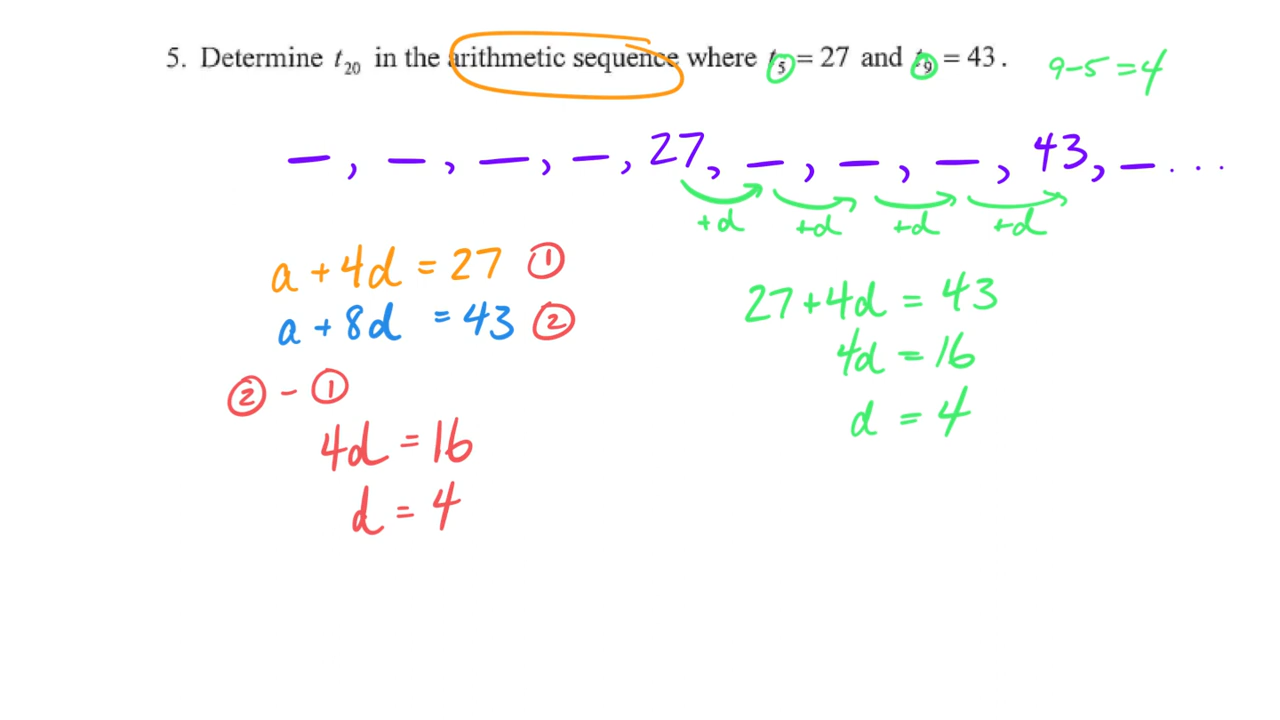 5. Determine t₂₀ in the arithmetic sequence where t₅ = 27 and t₉ = 43.
9-5 = 4
_, _, _, _, 27, _, _, _, 43, _ ...
+d +d +d +d
a + 4d = 27 ①
a + 8d = 43 ②
② - ①
4d = 16
d = 4
27 + 4d = 43
4d = 16
d = 4